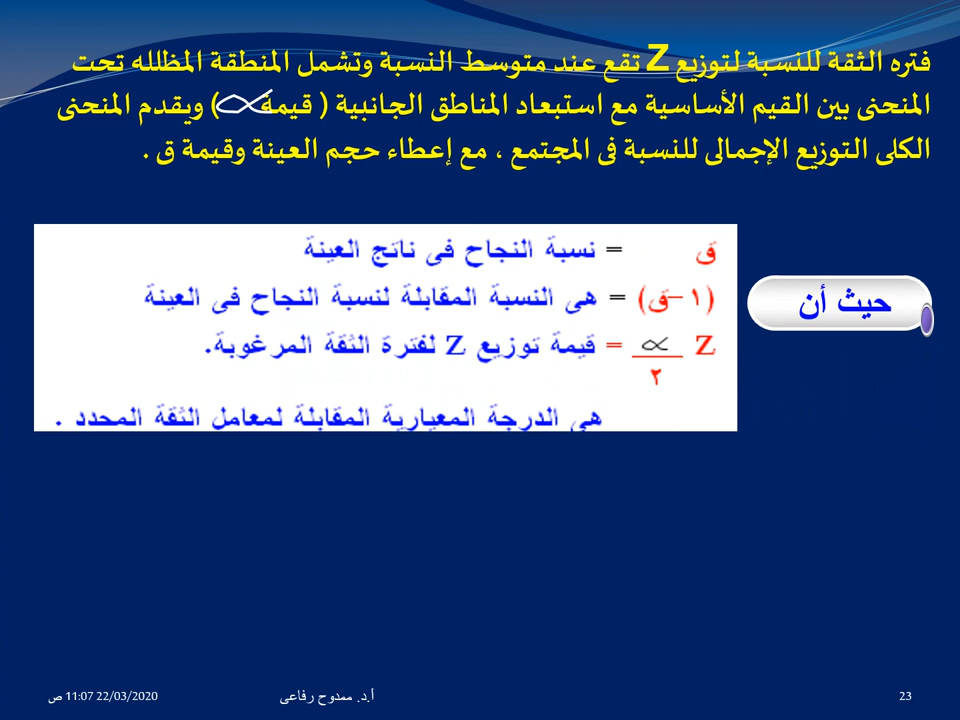 فتره الثقة للنسبة لتوزيع Z تقع عند متوسط النسبة وتشمل المنطقة المظلله تحت
المنحنى بين القيم الأساسية مع استبعاد المناطق الجانبية ( قيمة ∝ ) ويقدم المنحنى
الكلى التوزيع الإجمالى للنسبة فى المجتمع ، مع إعطاء حجم العينة وقيمة ق .
حيث أن
ق = نسبة النجاح فى ناتج العينة
(١ – ق) = هى النسبة المقابلة لنسبة النجاح فى العينة
Z ∝ = قيمة توزيع Z لفترة الثقة المرغوبة.
٢
هى الدرجة المعيارية المقابلة لمعامل الثقة المحدد .
23
أ.د. ممدوح رفاعى
22/03/2020 11:07 ص